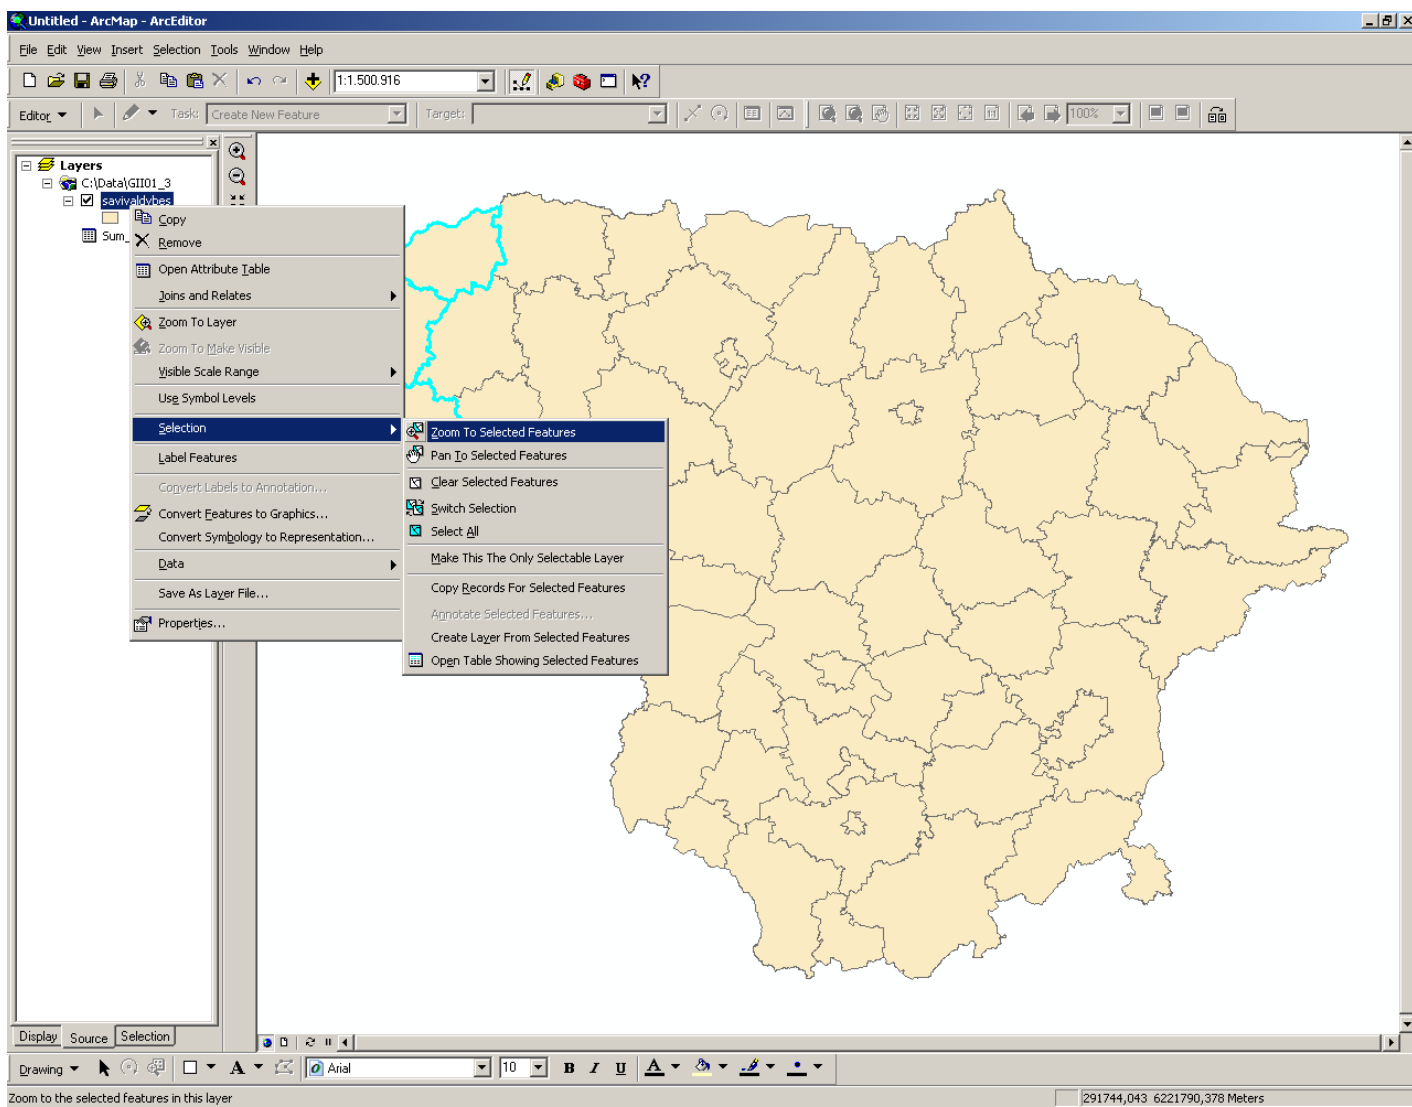 Untitled - ArcMap - ArcEditor
File Edit View Insert Selection Tools Window Help
1:1.500.916
Editor Task: Create New Feature Target: 100%
Layers
C:\Data\GII01_3
savivaldybes
Sum_
Copy
Remove
Open Attribute Table
Joins and Relates
Zoom To Layer
Zoom To Make Visible
Visible Scale Range
Use Symbol Levels
Selection
Label Features
Convert Labels to Annotation...
Convert Features to Graphics...
Convert Symbology to Representation...
Data
Save As Layer File...
Properties...
Zoom To Selected Features
Pan To Selected Features
Clear Selected Features
Switch Selection
Select All
Make This The Only Selectable Layer
Copy Records For Selected Features
Annotate Selected Features...
Create Layer From Selected Features
Open Table Showing Selected Features
Display Source Selection
Drawing A Arial 10 B I U A
Zoom to the selected features in this layer
291744,043 6221790,378 Meters